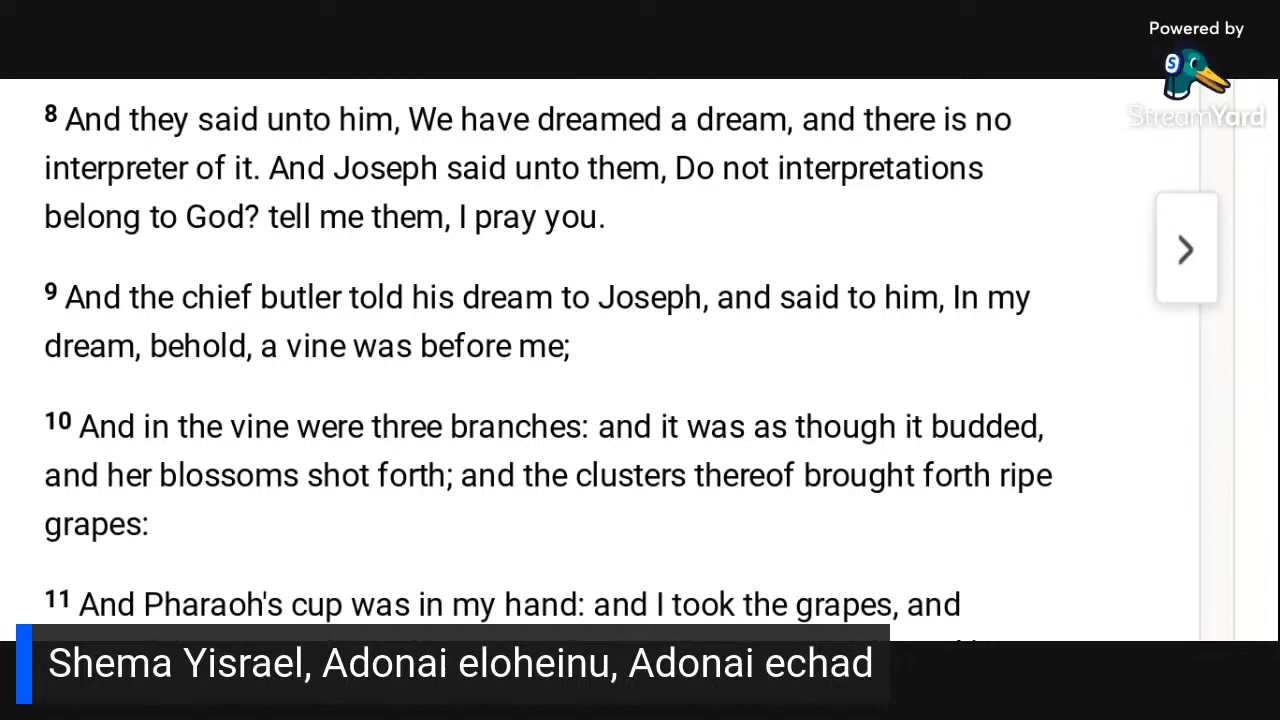 Powered by
StreamYard
8 And they said unto him, We have dreamed a dream, and there is no
interpreter of it. And Joseph said unto them, Do not interpretations
belong to God? tell me them, I pray you.
9 And the chief butler told his dream to Joseph, and said to him, In my
dream, behold, a vine was before me;
10 And in the vine were three branches: and it was as though it budded,
and her blossoms shot forth; and the clusters thereof brought forth ripe
grapes:
11 And Pharaoh's cup was in my hand: and I took the grapes, and
Shema Yisrael, Adonai eloheinu, Adonai echad